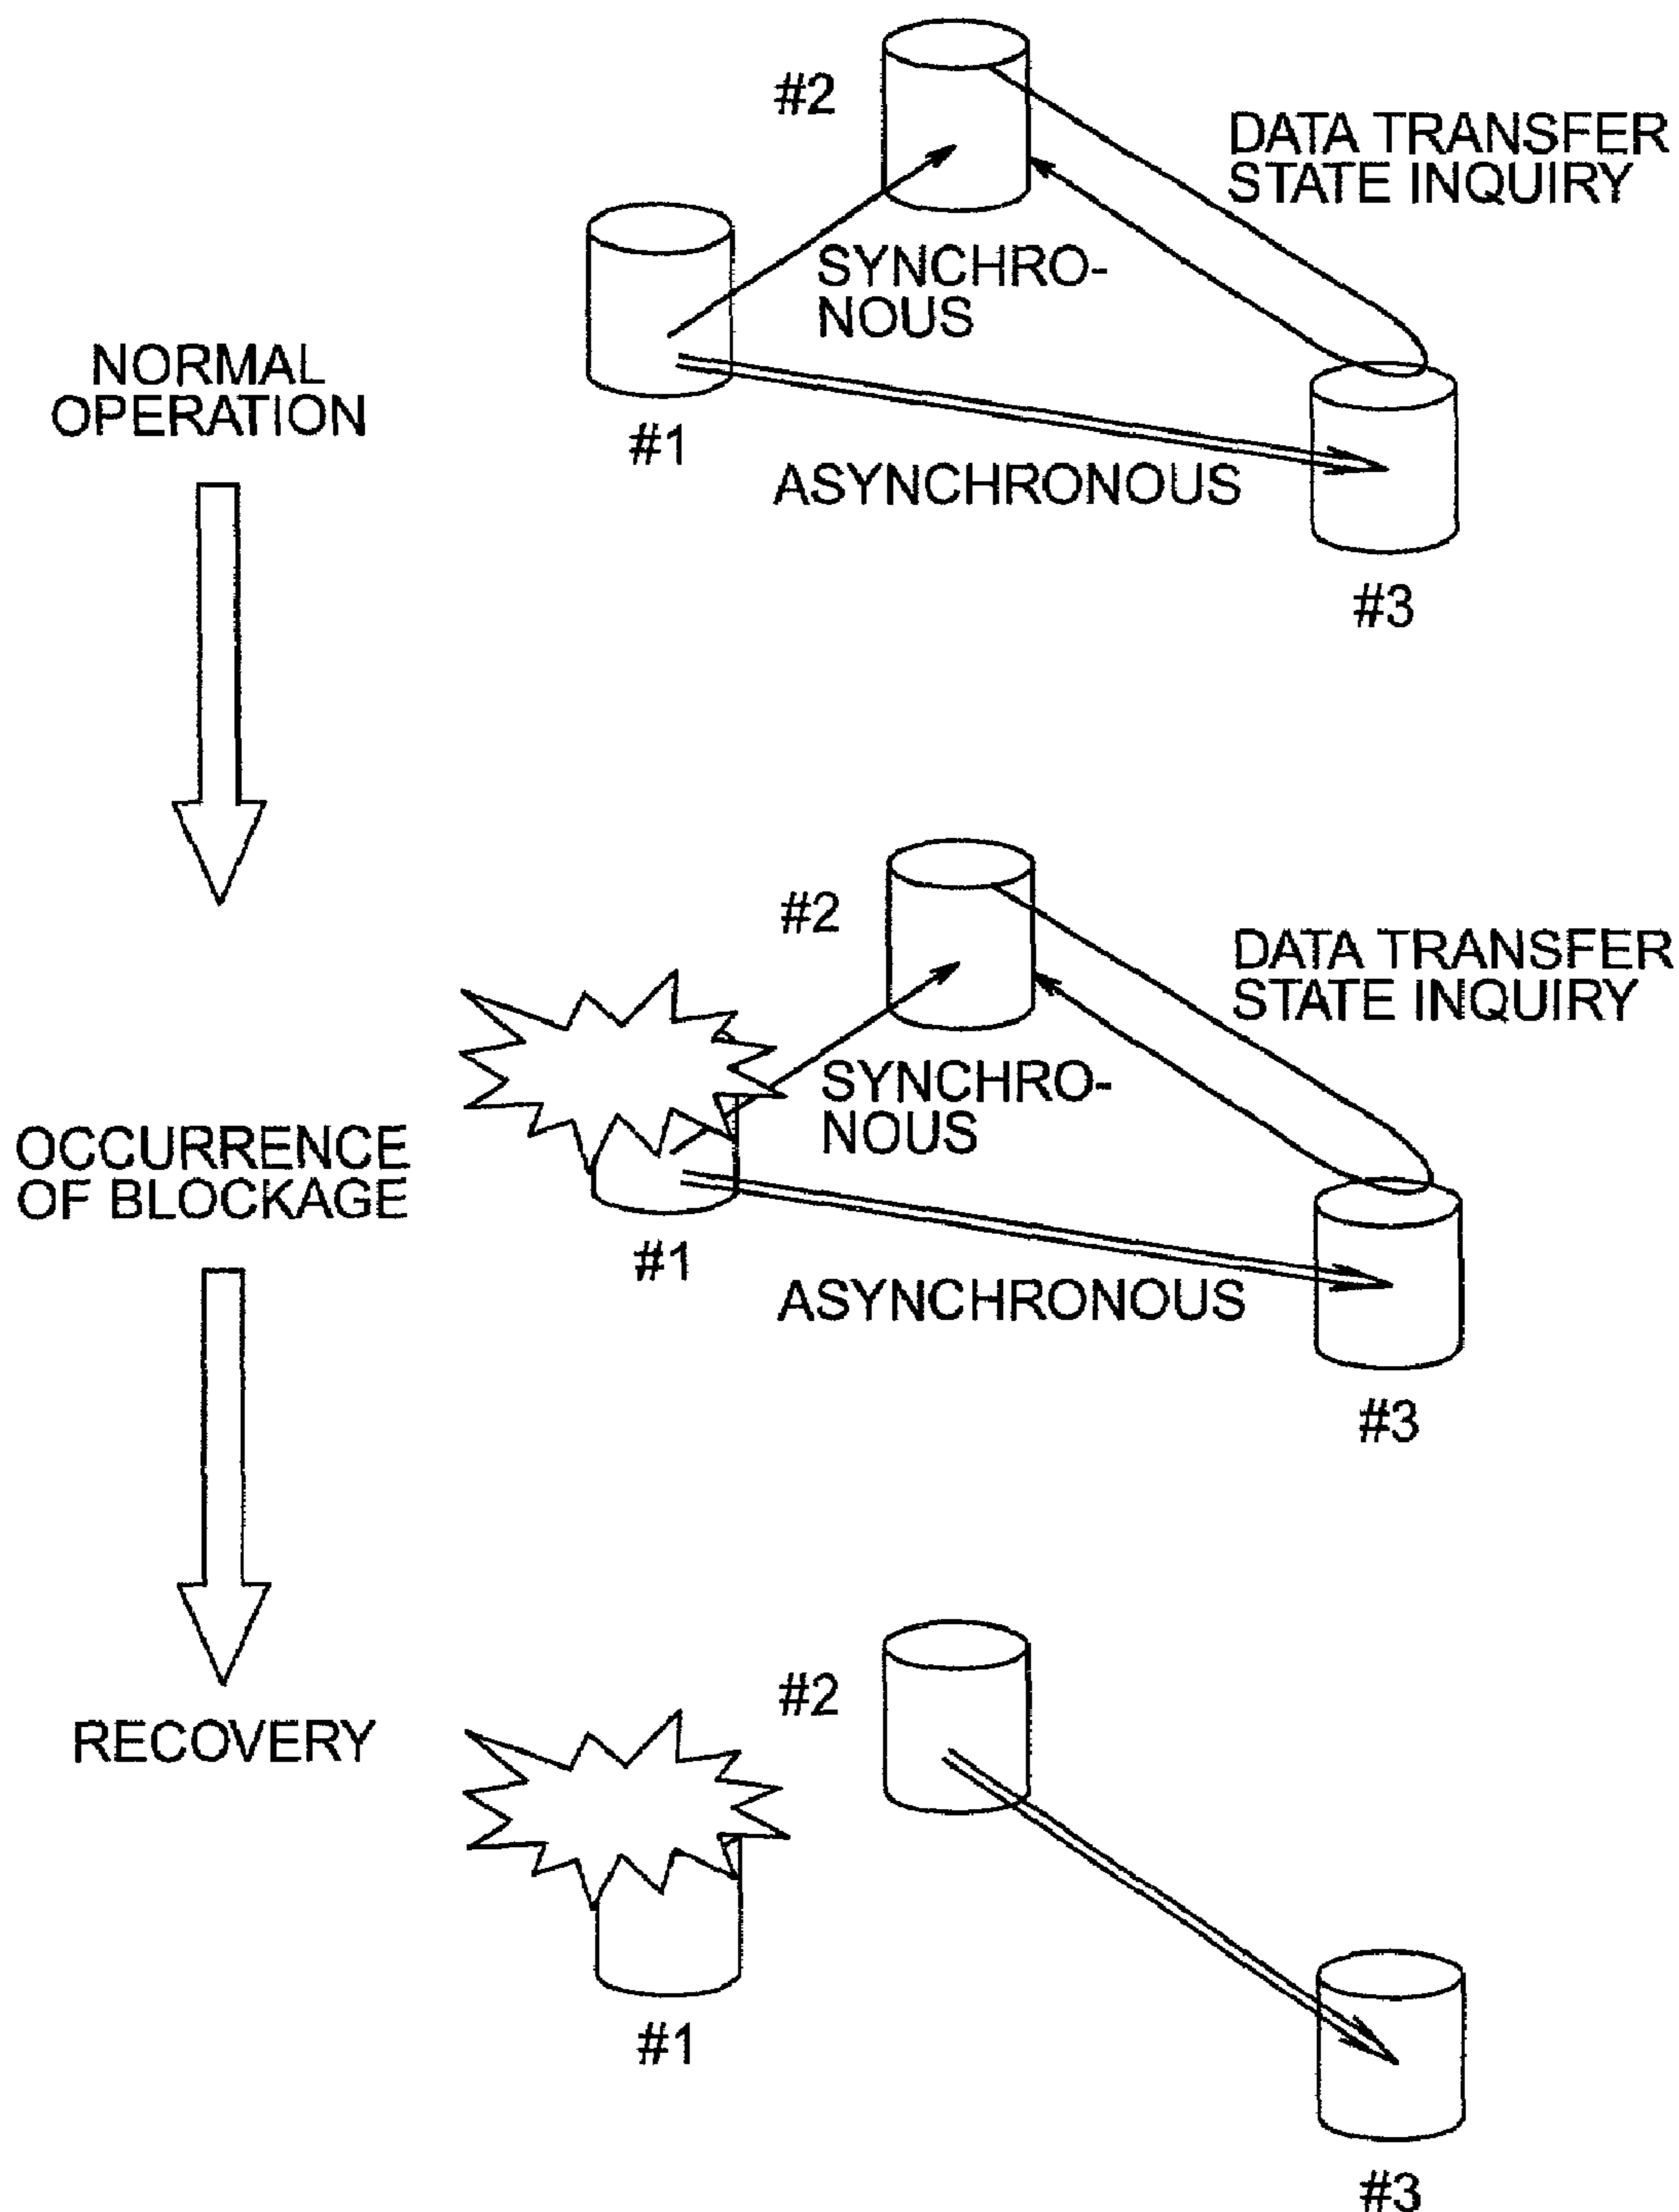 #2
DATA TRANSFER
STATE INQUIRY
SYNCHRO-
NOUS
NORMAL
OPERATION
#1
ASYNCHRONOUS
#3
#2
DATA TRANSFER
STATE INQUIRY
SYNCHRO-
NOUS
OCCURRENCE
OF BLOCKAGE
#1
ASYNCHRONOUS
#3
#2
RECOVERY
#1
#3